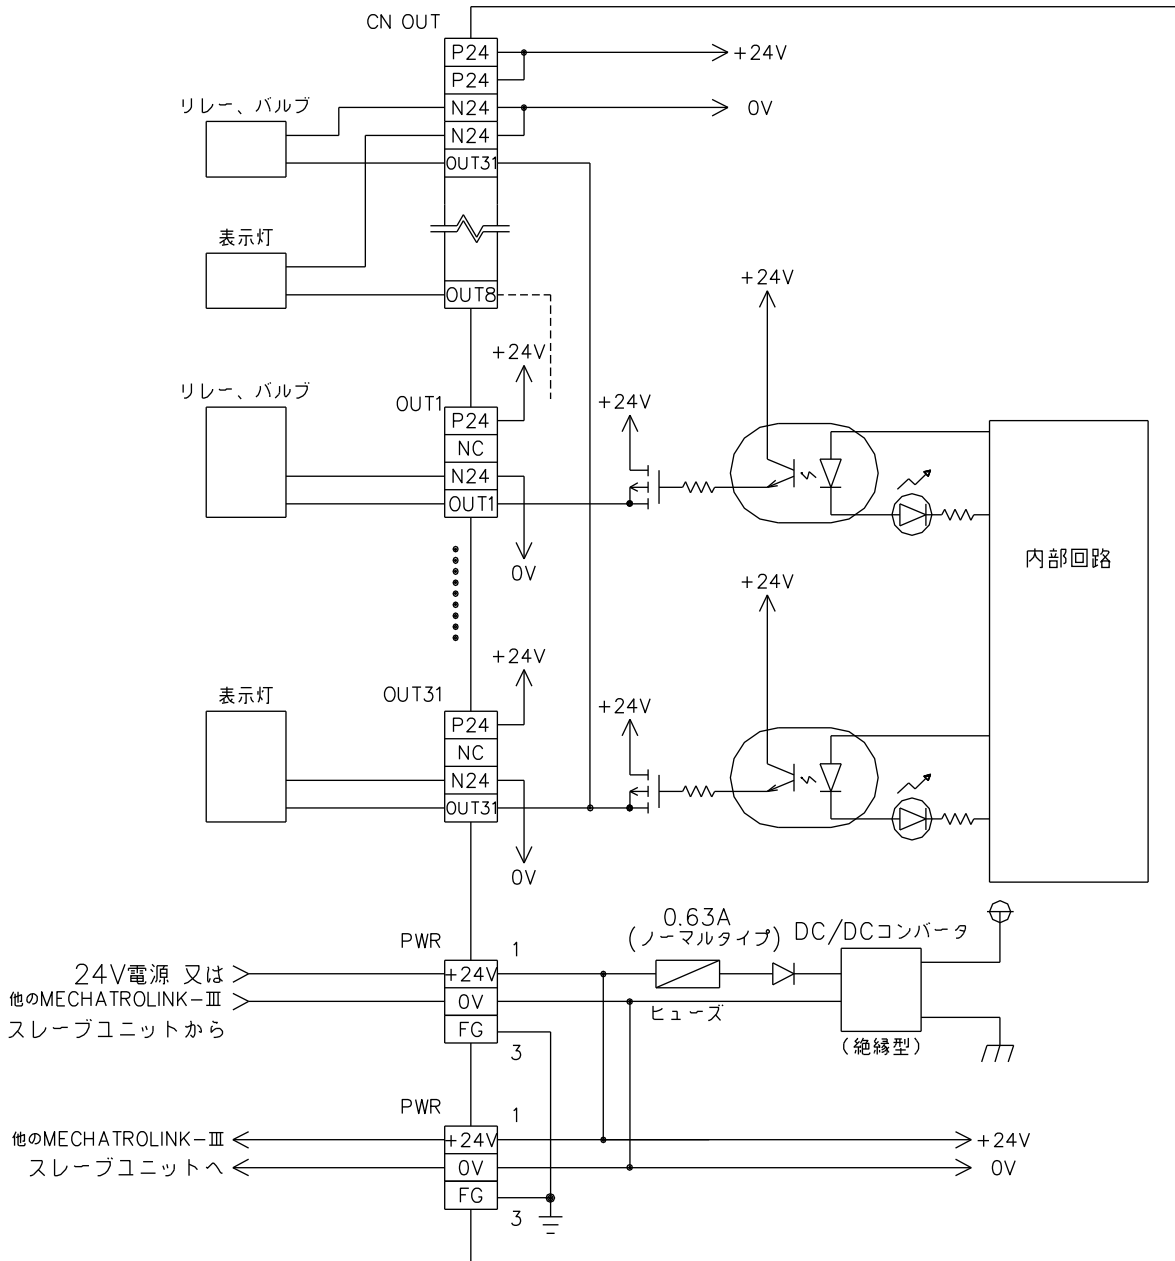 CN OUT
P24
+24V
P24
リレー、バルブ
N24
0V
N24
OUT31
表示灯
OUT8
+24V
+24V
リレー、バルブ
OUT1
+24V
P24
NC
N24
OUT1
0V
内部回路
+24V
+24V
表示灯
OUT31
+24V
P24
NC
N24
OUT31
0V
0.63A
(ノーマルタイプ)
DC/DCコンバータ
PWR
1
24V電源 又は
+24V
他のMECHATROLINK-Ⅲ
0V
ヒューズ
スレーブユニットから
FG
(絶縁型)
3
PWR
1
他のMECHATROLINK-Ⅲ
+24V
+24V
スレーブユニットへ
0V
0V
FG
3